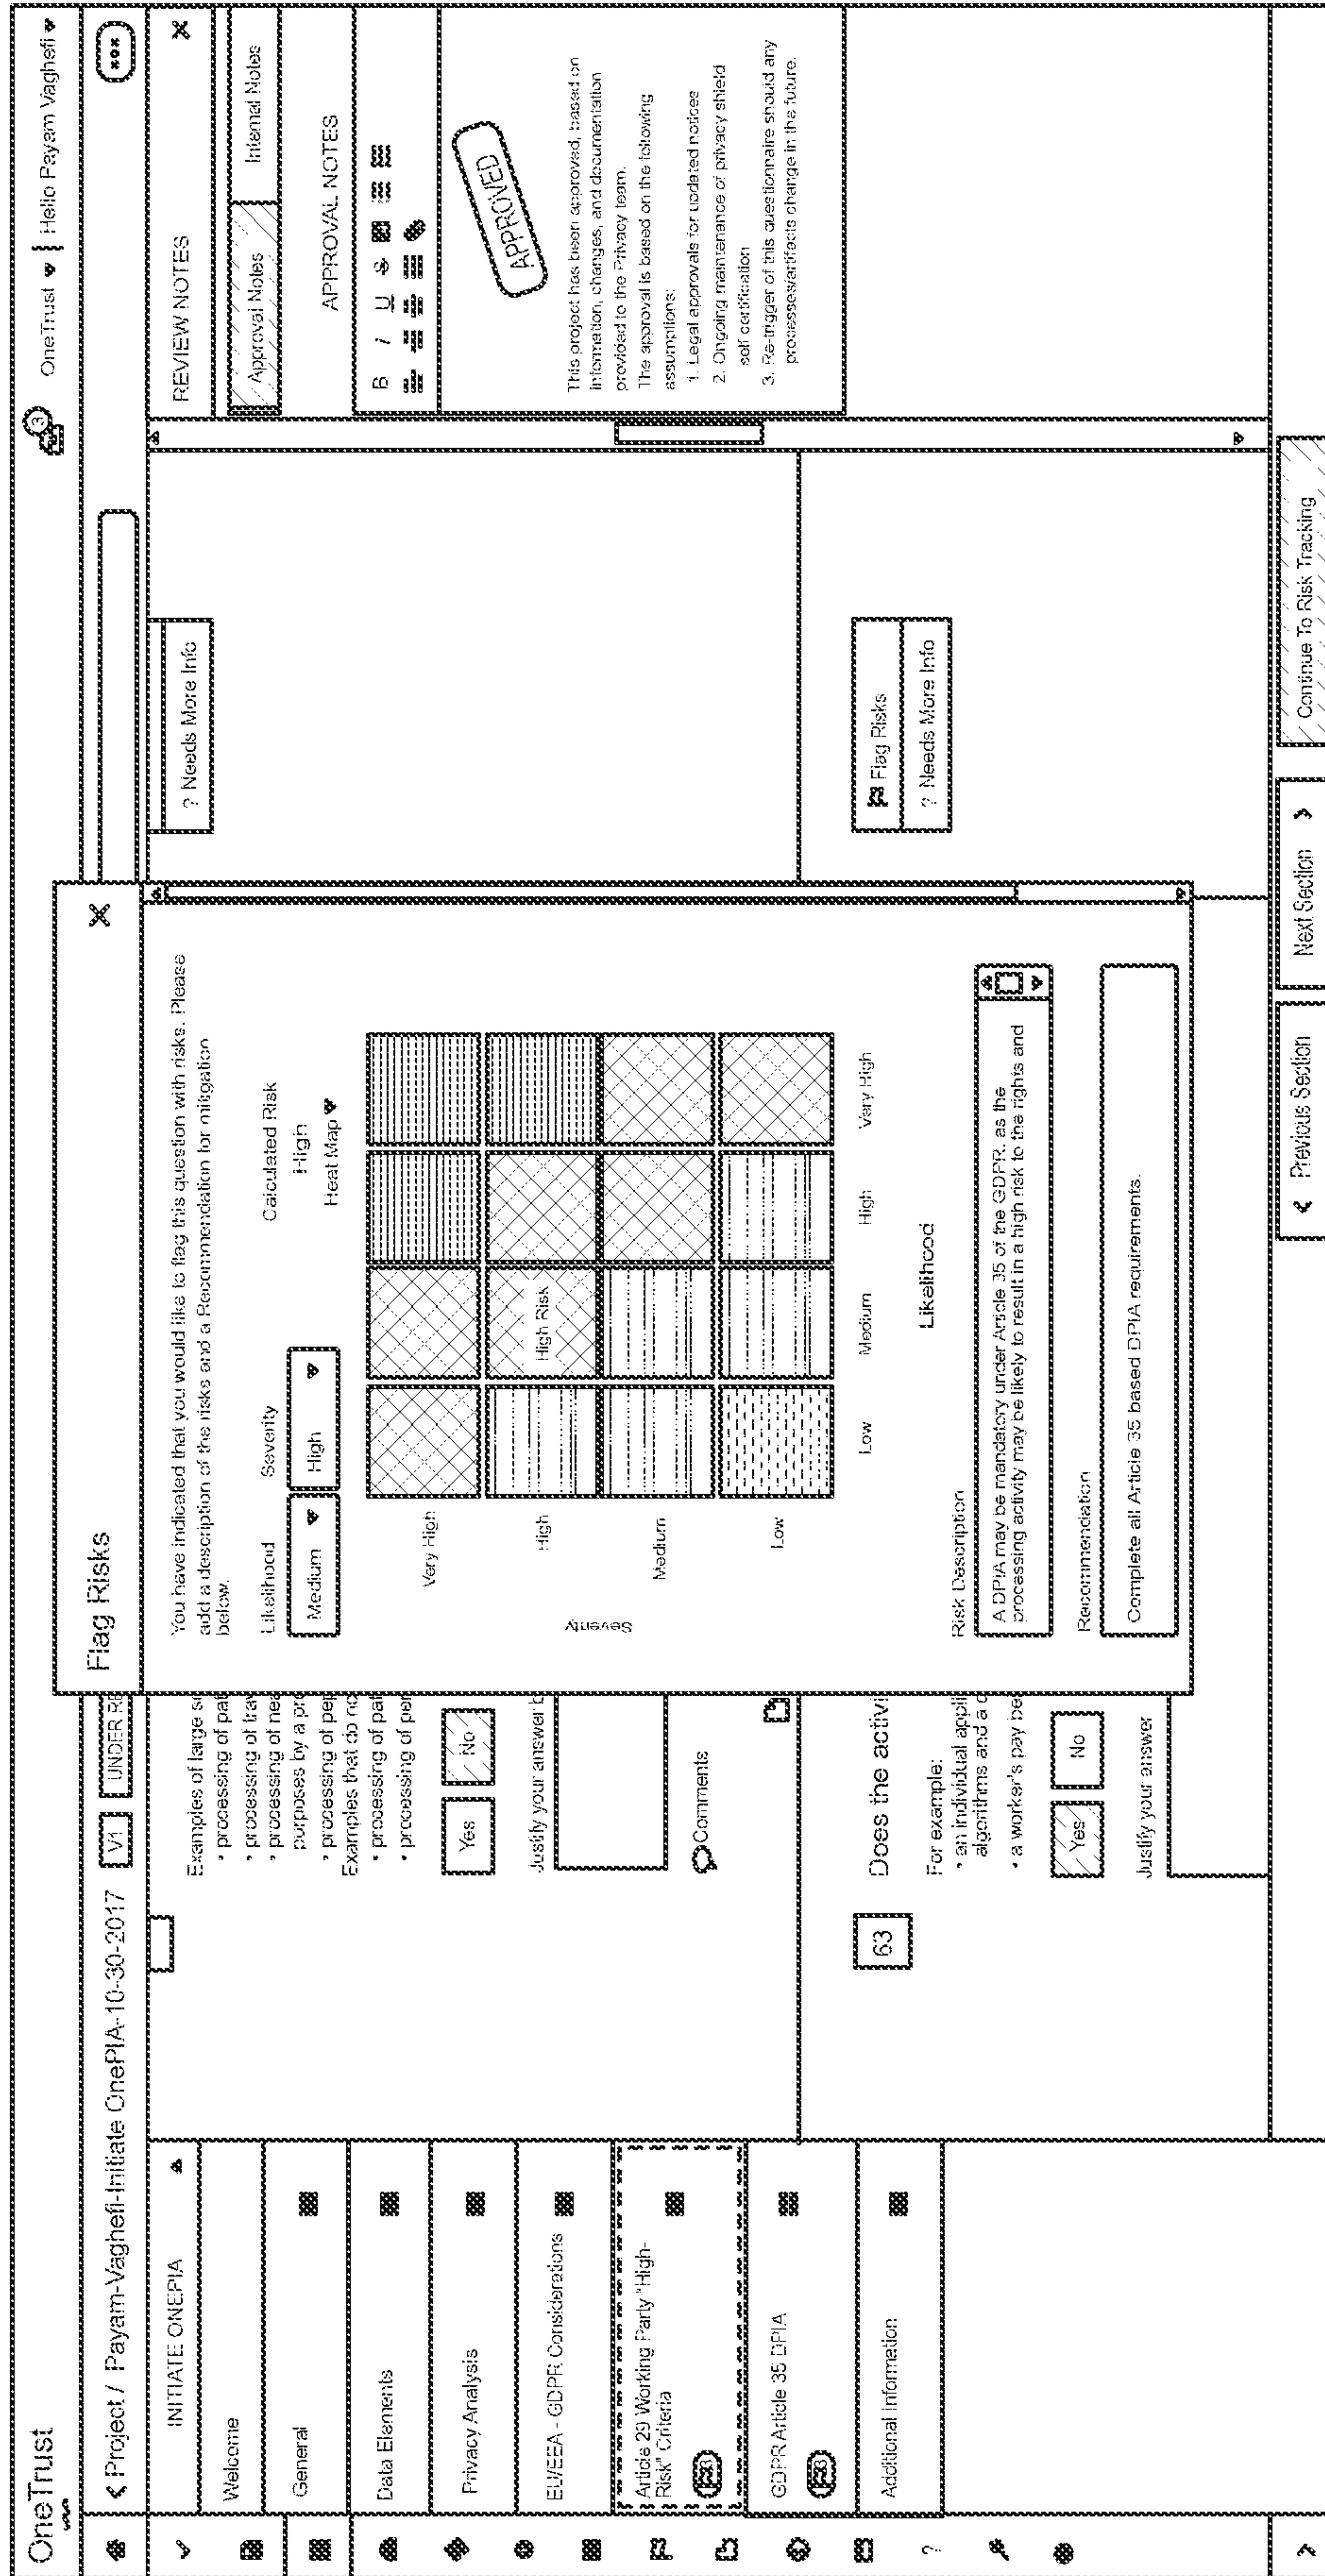 OneTrust
3
OneTrust
Hello Payam Vaghefi
Project / Payam-Vaghefi-Initiate OnePIA-10-30-2017
V1
UNDER RE
INITIATE ONEPIA
Welcome
General
Data Elements
Privacy Analysis
EU/EEA - GDPR Considerations
Article 29 Working Party "High-
Risk" Criteria
GDPR Article 35 DPIA
Additional Information
?
Examples of large sc
• processing of pat
• processing of trav
• processing of nea
purposes by a pro
• processing of pep
Examples that do no
• processing of pat
• processing of per
Yes
No
Justify your answer b
Comments
63
Does the activi
For example:
• an individual appli
algorithms and a c
• a worker's pay be
Yes
No
Justify your answer
Flag Risks
X
You have indicated that you would like to flag this question with risks. Please
add a description of the risks and a Recommendation for mitigation
below.
Likelihood
Severity
Calculated Risk
Medium
High
High
Heat Map
Very High
High
High Risk
Medium
Low
Severity
Low
Medium
High
Very High
Likelihood
Risk Description
A DPIA may be mandatory under Article 35 of the GDPR. as the
processing activity may be likely to result in a high risk to the rights and
Recommendation
Complete all Article 35 based DPIA requirements.
? Needs More Info
Flag Risks
? Needs More Info
REVIEW NOTES
X
Approval Notes
Internal Notes
APPROVAL NOTES
B I U S
APPROVED
This project has been approved, based on
information, changes, and documentation
provided to the Privacy team.
The approval is based on the following
assumptions:
1. Legal approvals for updated notices
2. Ongoing maintenance of privacy shield
self certification
3. Re-trigger of this questionnaire should any
processes/artifacts change in the future.
Previous Section
Next Section
Continue To Risk Tracking